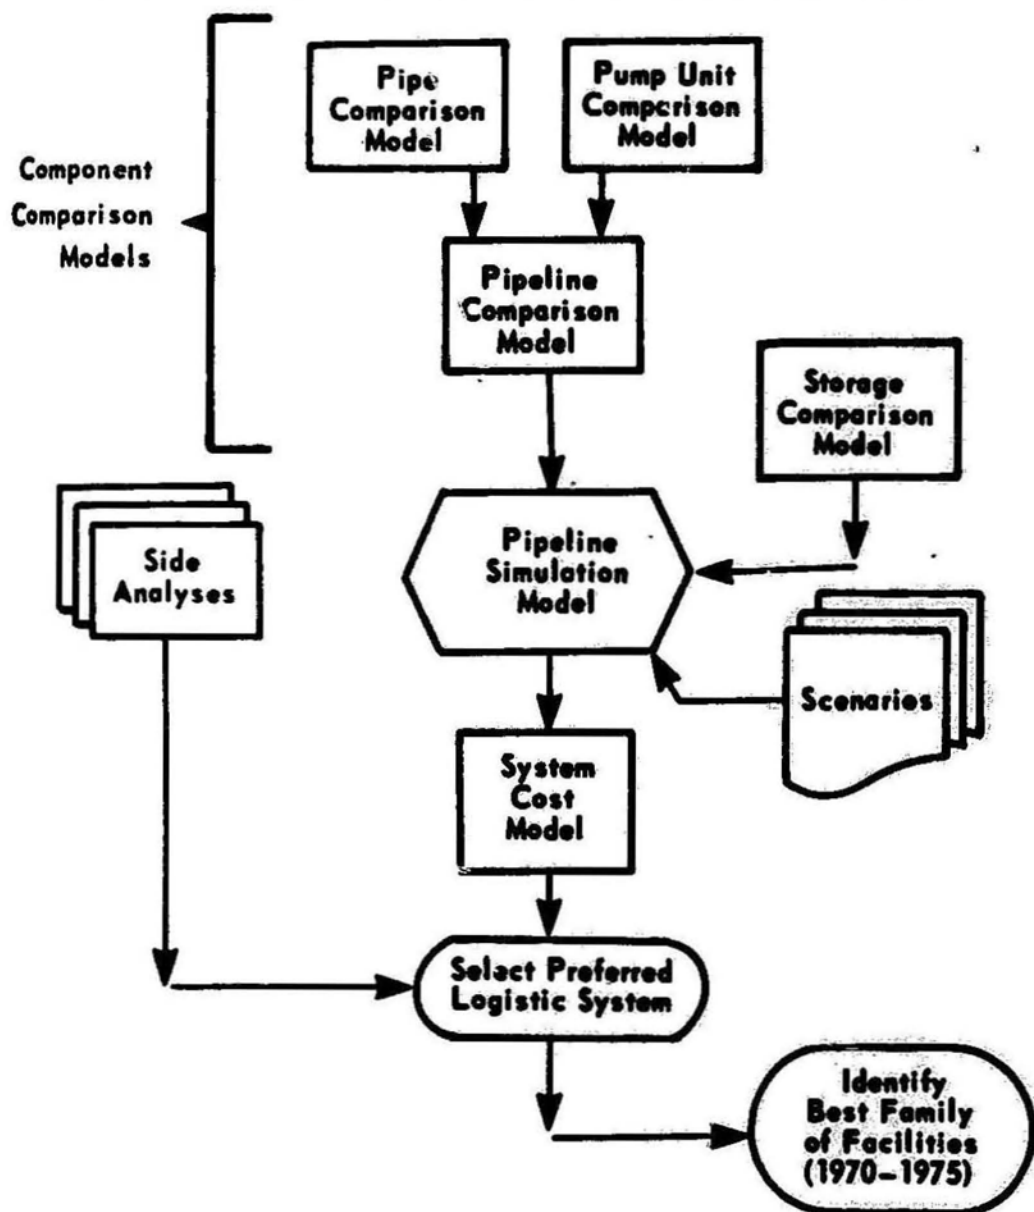 Pipe
Comparison
Model
Pump Unit
Comparison
Model
Component
Comparison
Models
Pipeline
Comparison
Model
Storage
Comparison
Model
Side
Analyses
Pipeline
Simulation
Model
Scenarios
System
Cost
Model
Select Preferred
Logistic System
Identify
Best Family
of Facilities
(1970–1975)